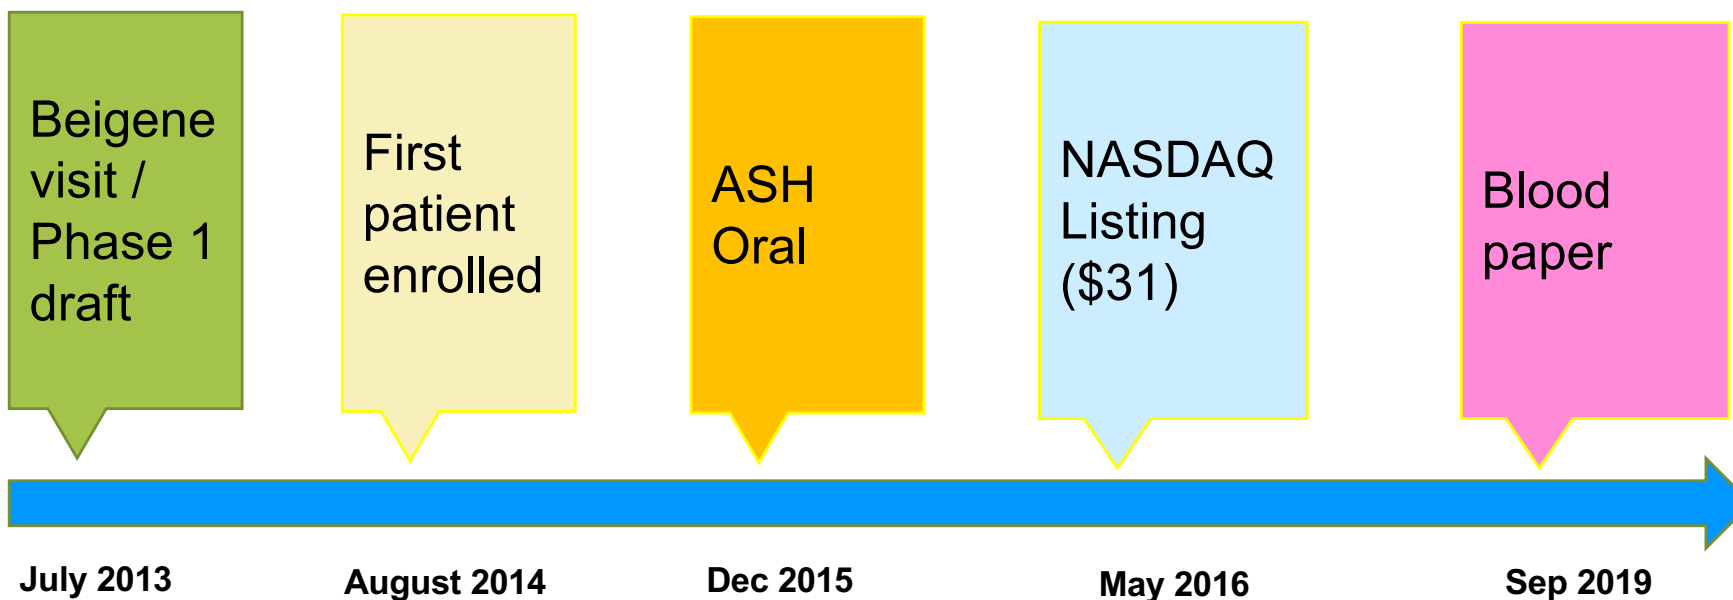 Beigene
visit /
Phase 1
draft
First
patient
enrolled
ASH
Oral
NASDAQ
Listing
($31)
Blood
paper
July 2013
August 2014
Dec 2015
May 2016
Sep 2019